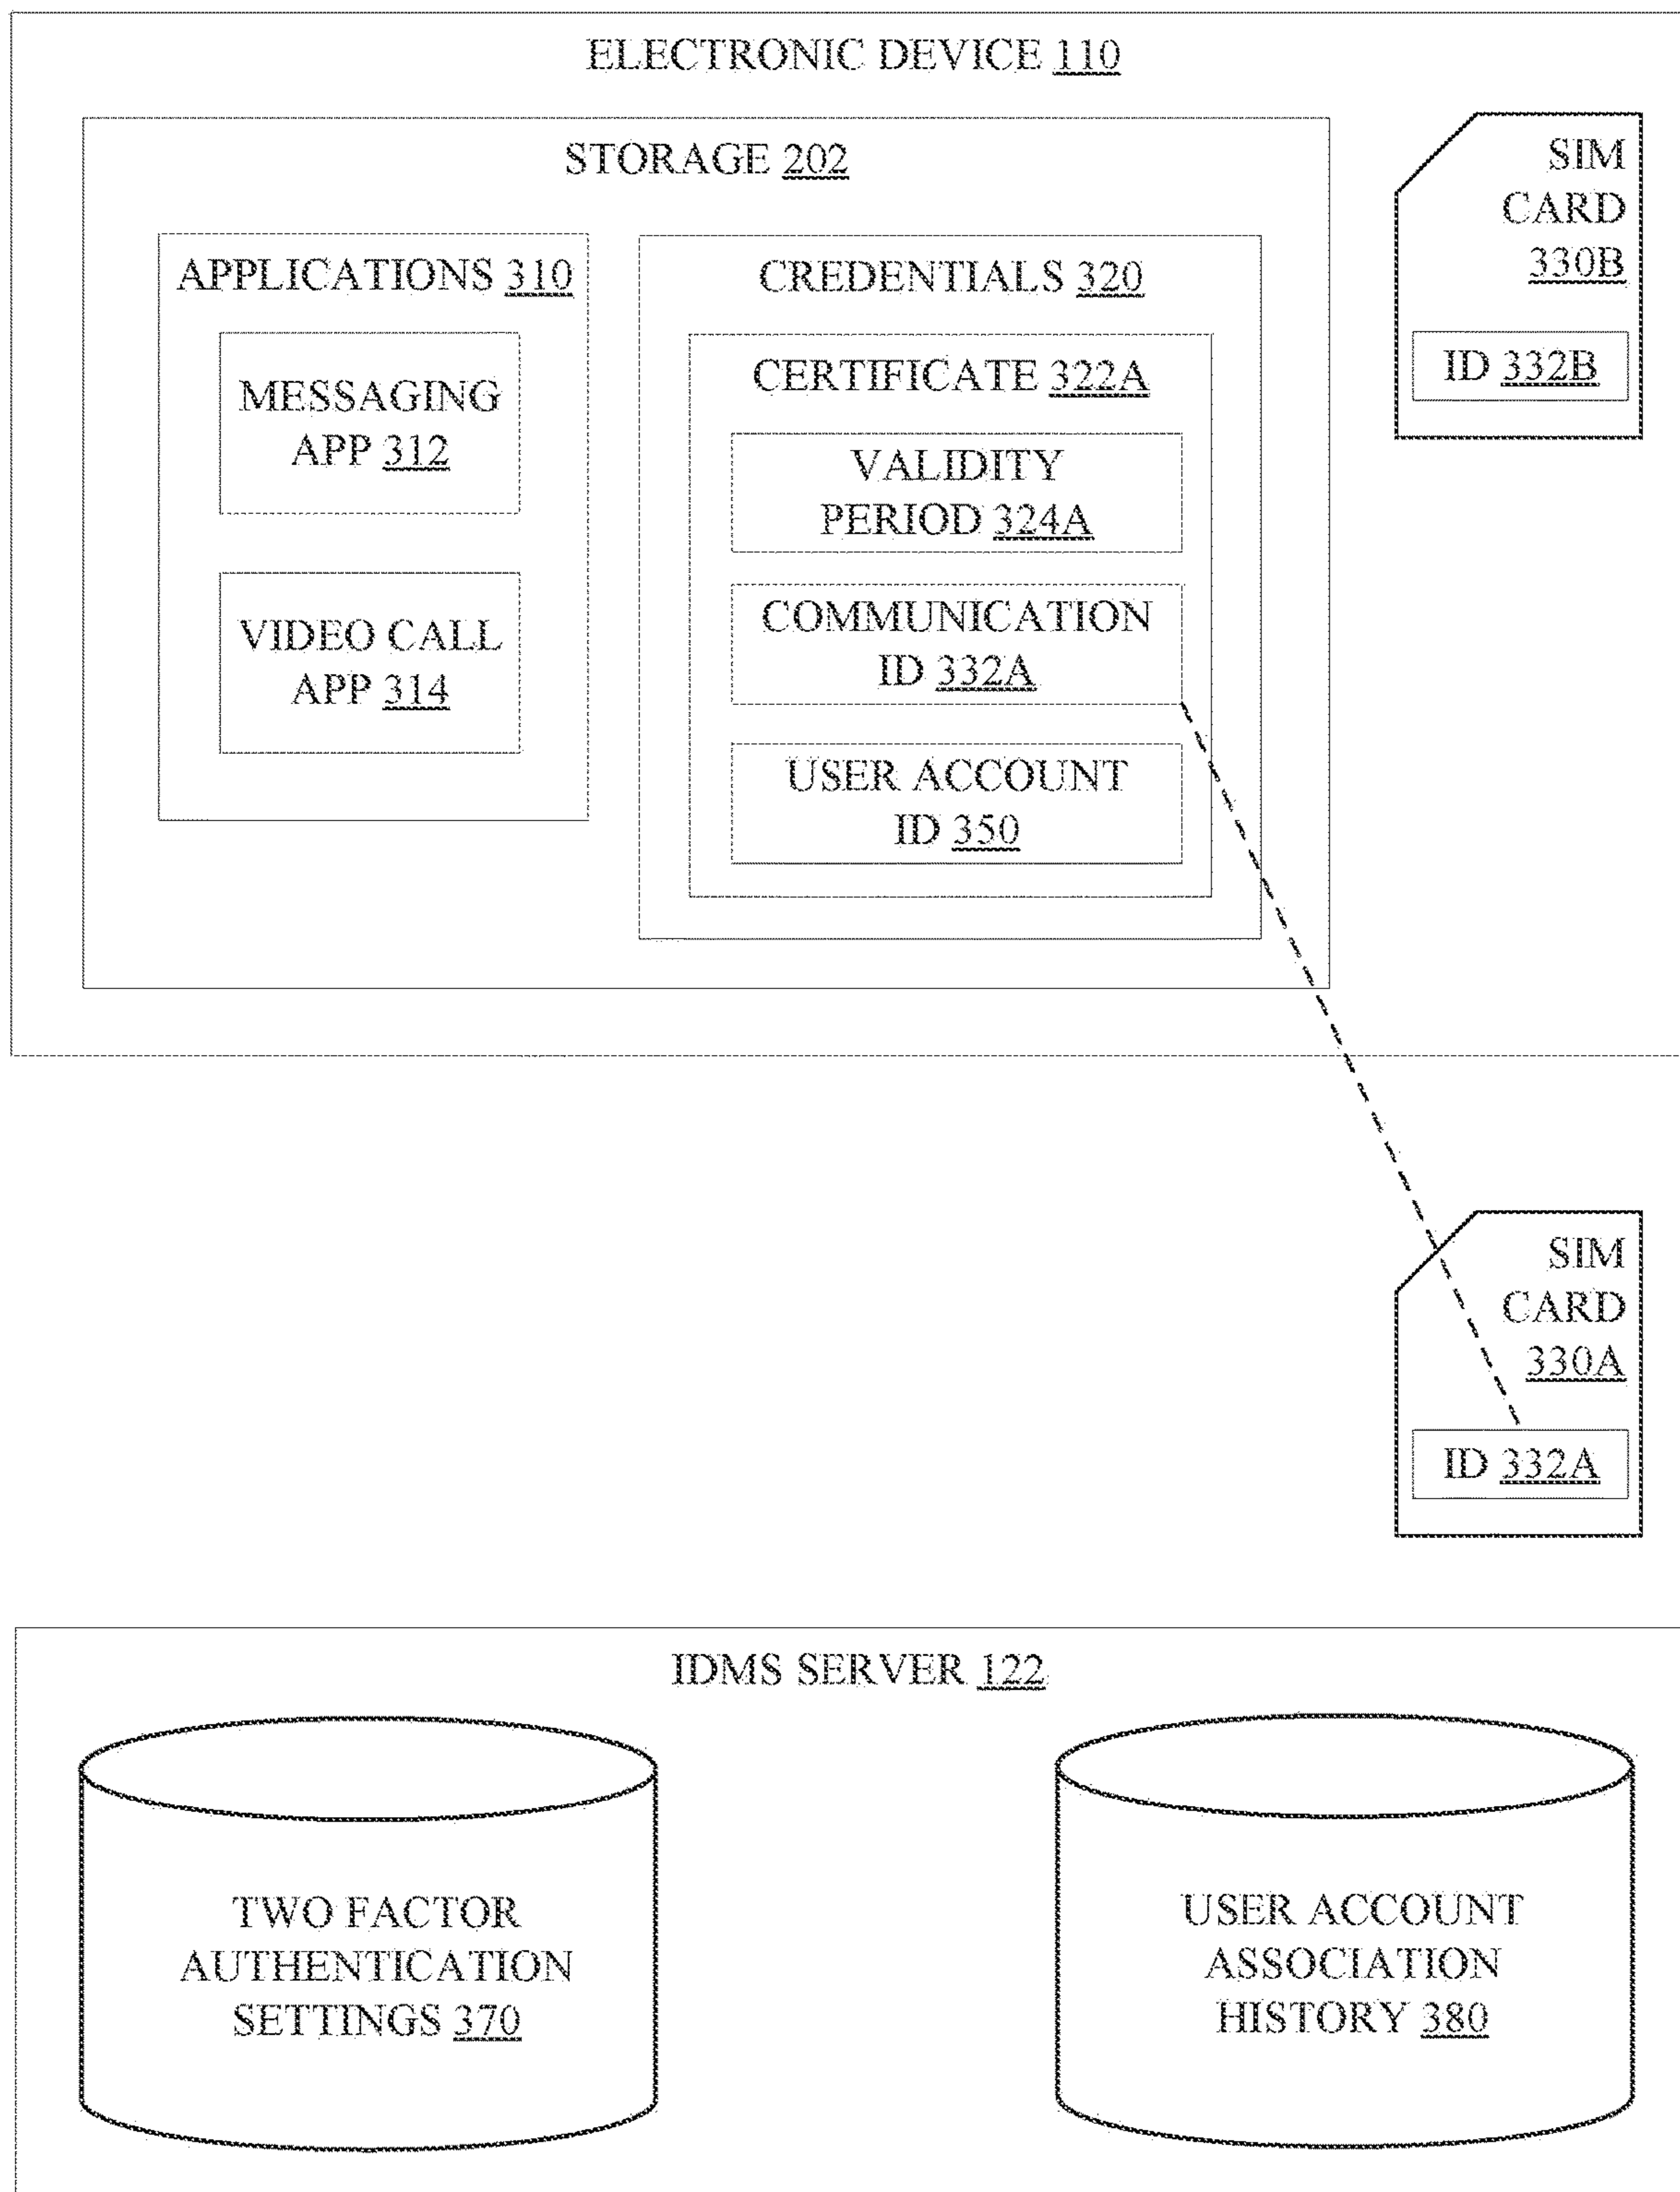 ELECTRONIC DEVICE 110
STORAGE 202
APPLICATIONS 310
MESSAGING
APP 312
VIDEO CALL
APP 314
CREDENTIALS 320
CERTIFICATE 322A
VALIDITY
PERIOD 324A
COMMUNICATION
ID 332A
USER ACCOUNT
ID 350
SIM
CARD
330B
ID 332B
SIM
CARD
330A
ID 332A
IDMS SERVER 122
TWO FACTOR
AUTHENTICATION
SETTINGS 370
USER ACCOUNT
ASSOCIATION
HISTORY 380